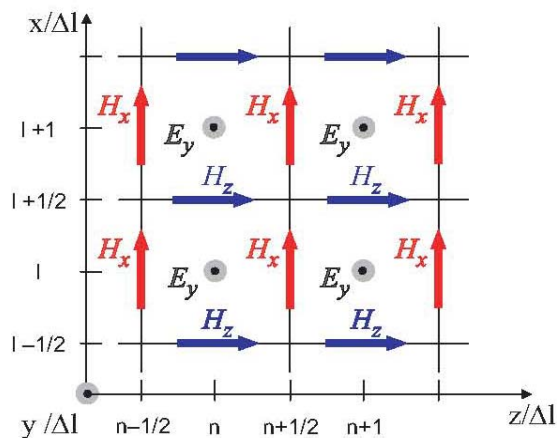 x/Δl
H_x H_x H_x
l +1 E_y E_y
H_z H_z
l +1/2
H_x H_x H_x
l E_y E_y
H_z H_z
l −1/2
y /Δl n−1/2 n n+1/2 n+1 z/Δl